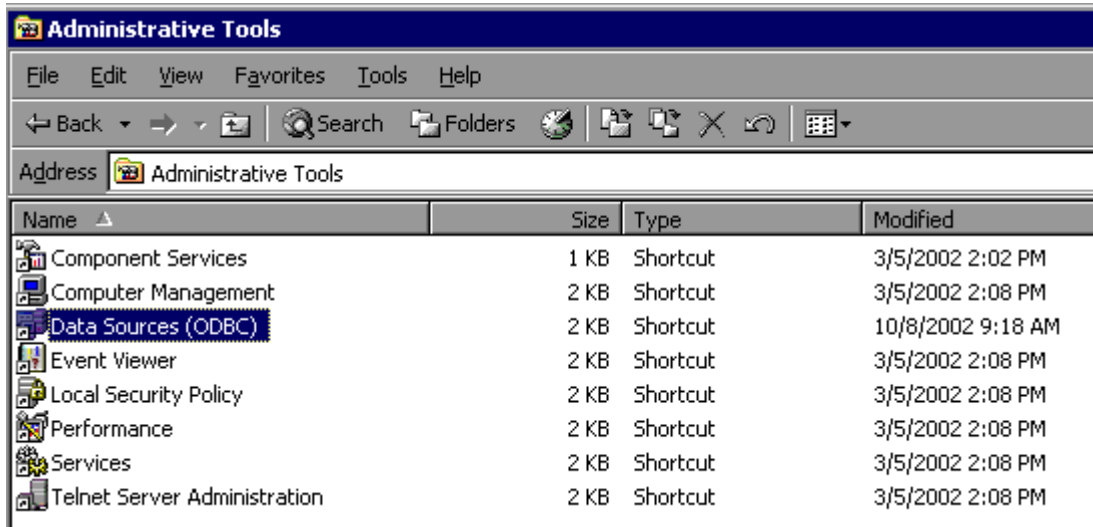 Administrative Tools
File Edit View Favorites Tools Help
Back Search Folders
Address Administrative Tools
Name Size Type Modified
Component Services 1 KB Shortcut 3/5/2002 2:02 PM
Computer Management 2 KB Shortcut 3/5/2002 2:08 PM
Data Sources (ODBC) 2 KB Shortcut 10/8/2002 9:18 AM
Event Viewer 2 KB Shortcut 3/5/2002 2:08 PM
Local Security Policy 2 KB Shortcut 3/5/2002 2:08 PM
Performance 2 KB Shortcut 3/5/2002 2:08 PM
Services 2 KB Shortcut 3/5/2002 2:08 PM
Telnet Server Administration 2 KB Shortcut 3/5/2002 2:08 PM